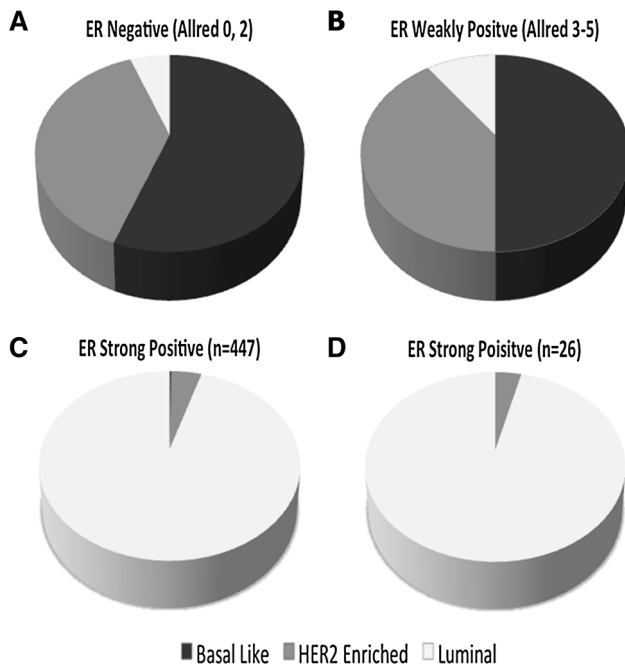 A
ER Negative (Allred 0, 2)
B
ER Weakly Positve (Allred 3-5)
C
ER Strong Positive (n=447)
D
ER Strong Poisitve (n=26)
Basal Like HER2 Enriched Luminal